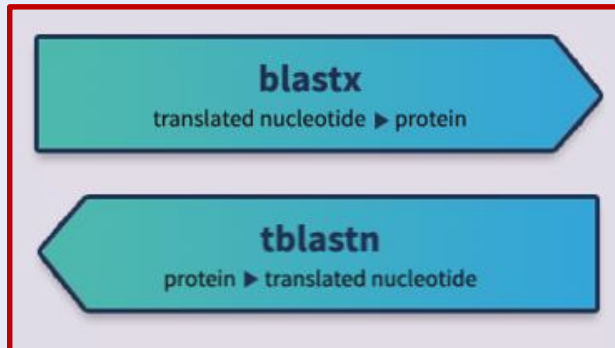 blastx
translated nucleotide ▶ protein
tblastn
protein ▶ translated nucleotide